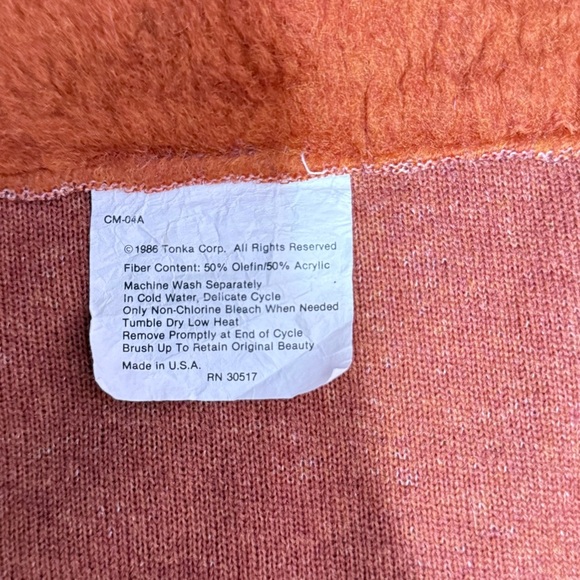 CM-04A
©1986 Tonka Corp. All Rights Reserved
Fiber Content: 50% Olefin/50% Acrylic
Machine Wash Separately
In Cold Water, Delicate Cycle
Only Non-Chlorine Bleach When Needed
Tumble Dry Low Heat
Remove Promptly at End of Cycle
Brush Up To Retain Original Beauty
Made in U.S.A.
RN 30517